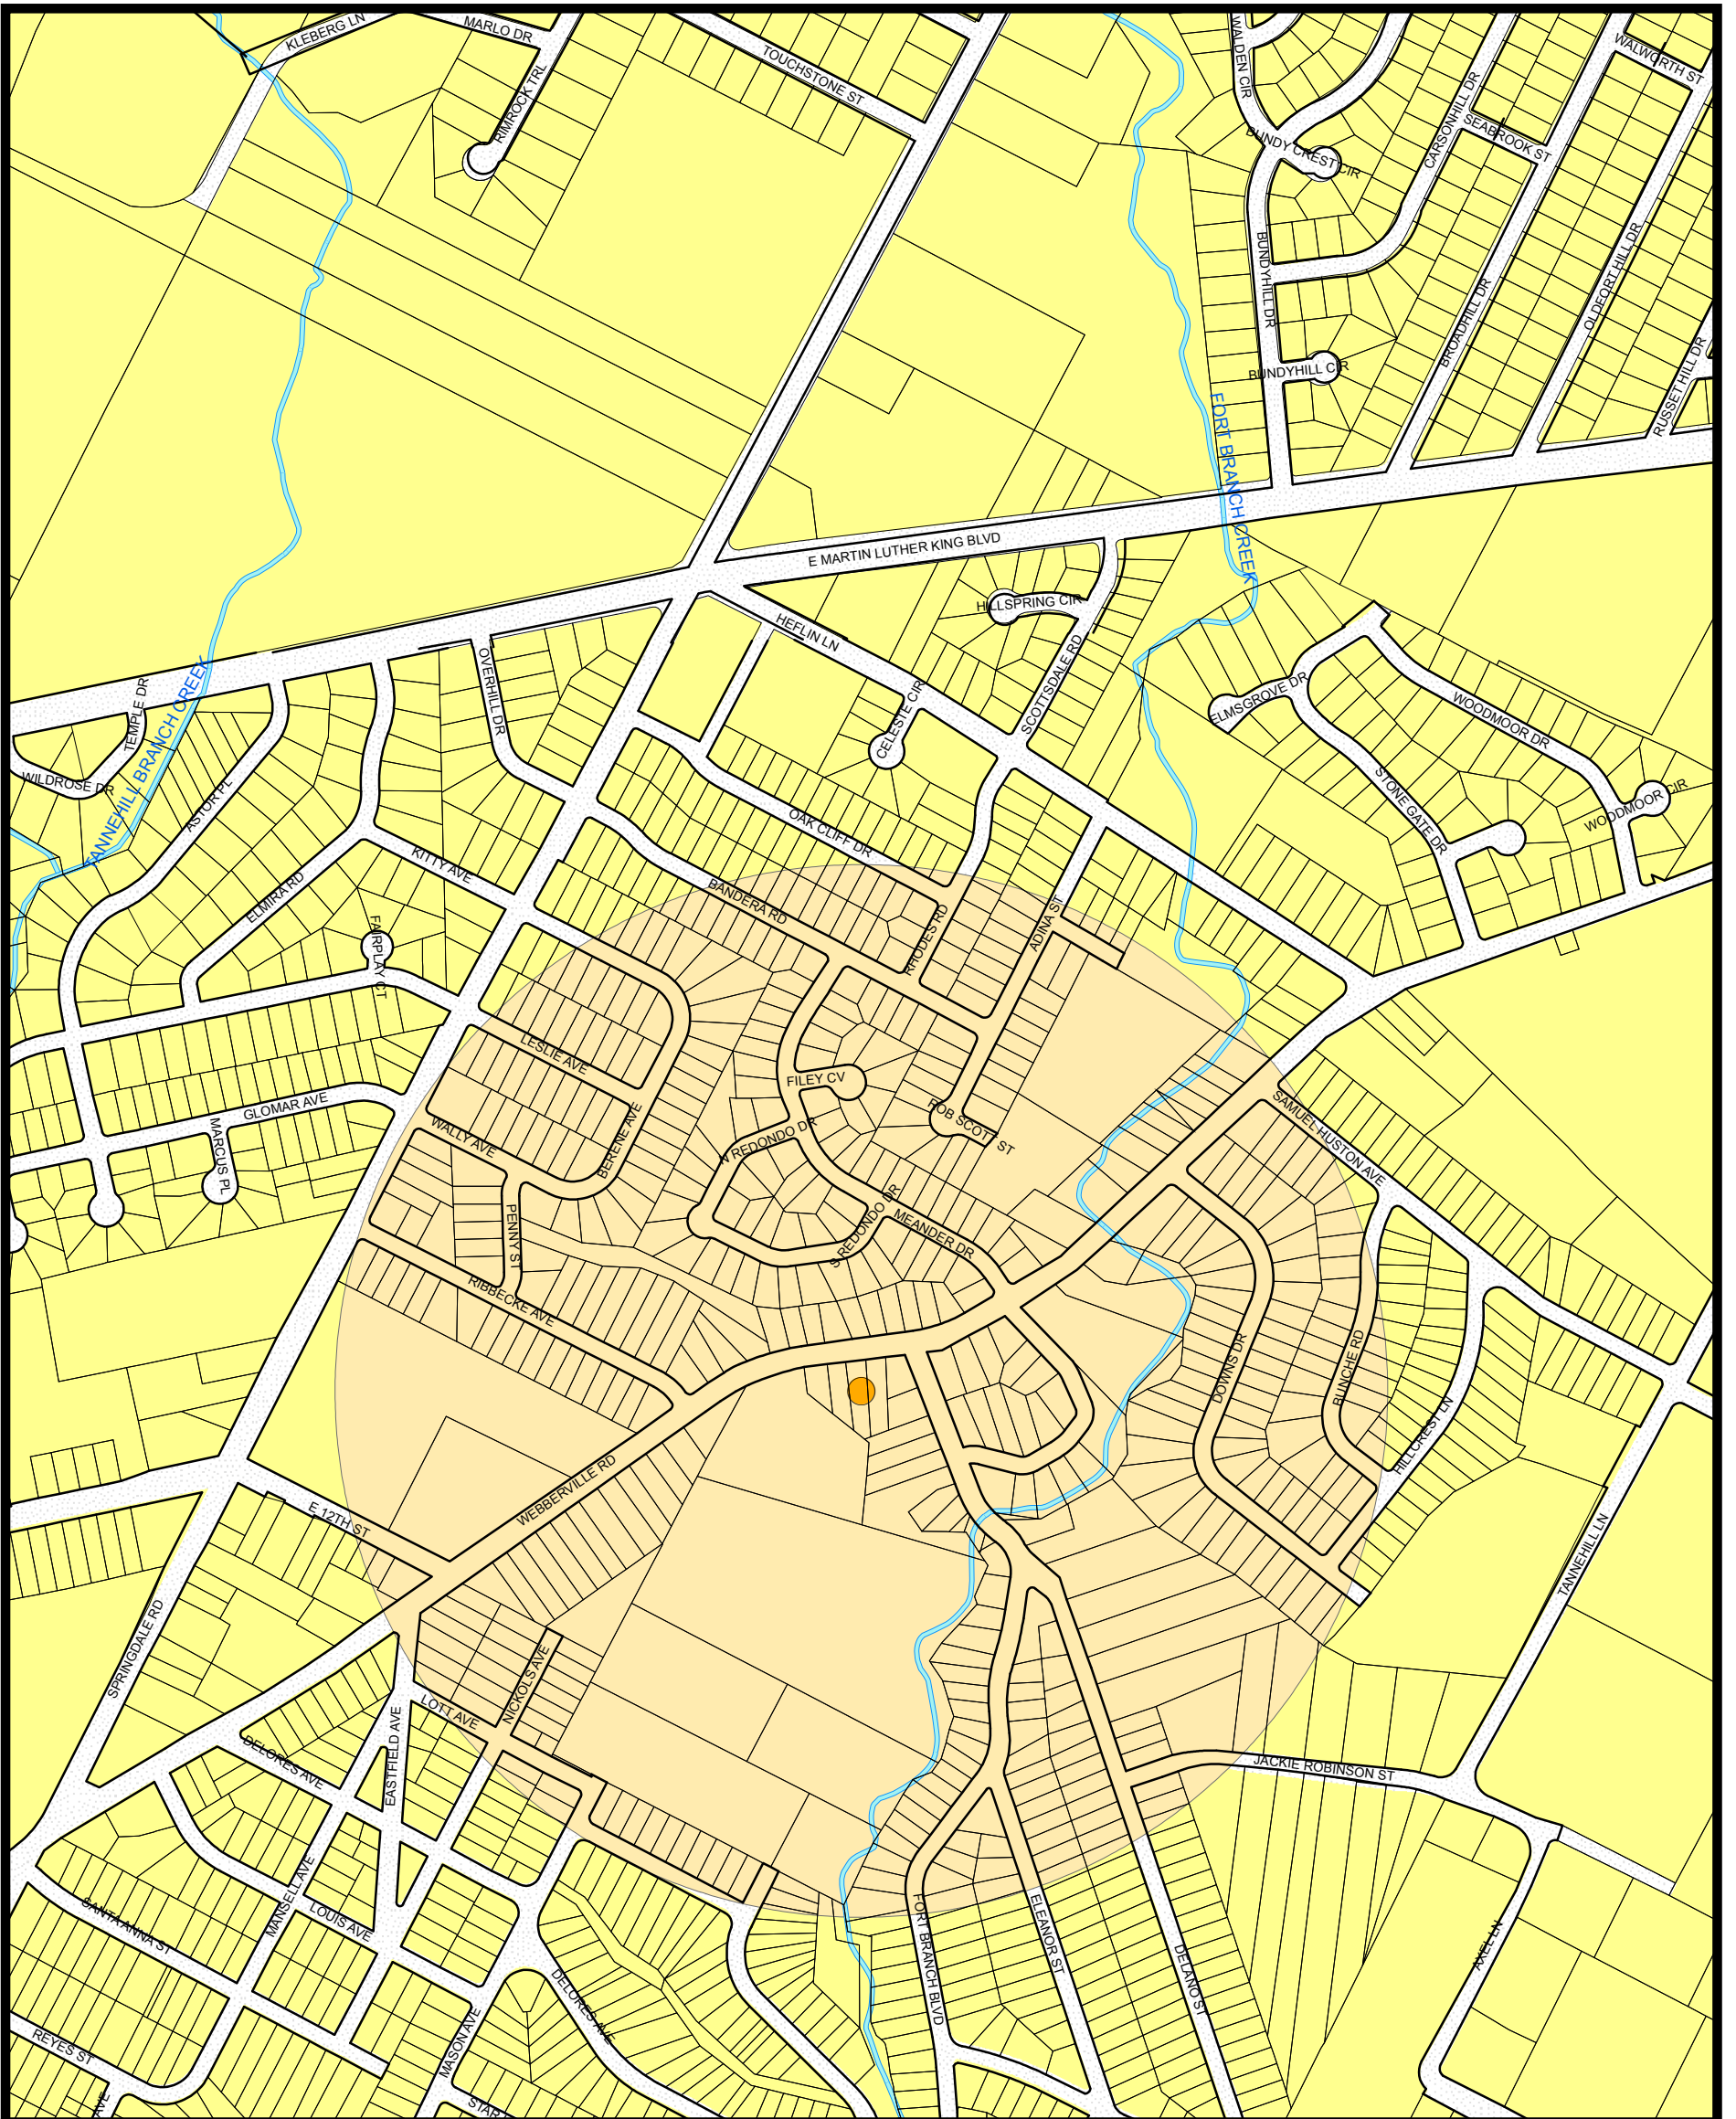 KLEBERG LN
MARLO DR
RIMROCK TRL
TOUCHSTONE ST
WALDEN CIR
BUNDY CREST CIR
CARSONHILL DR
WALWORTH ST
SEABROOK ST
BUNDYHILL DR
BUNDYHILL CIR
BROADHILL DR
OLDFORT HILL DR
RUSSET HILL DR
FORT BRANCH CREEK
E MARTIN LUTHER KING BLVD
HILLSPRING CIR
HEFLIN LN
SCOTTSDALE RD
CELESTE CIR
ELMSGROVE DR
WOODMOOR DR
STONE GATE DR
WOODMOOR CIR
OVERHILL DR
TEMPLE DR
WILDROSE DR
TANNEHILL BRANCH CREEK
ASTOR PL
KITTY AVE
ELMIRA RD
FAIRPLAY CT
OAK CLIFF DR
BANDERA RD
RHODES RD
ADINA ST
LESLIE AVE
FILEY CV
ROB SCOTT ST
GLOMAR AVE
MARCUS PL
WALLY AVE
BERENE AVE
N REDONDO DR
SAMUEL HUSTON AVE
PENNY ST
S REDONDO DR
MEANDER DR
RIBBECKE AVE
DOWNS DR
BUNCHE RD
HILLCREST LN
WEBBERVILLE RD
E 12TH ST
TANNEHILL LN
SPRINGDALE RD
NICKOLS AVE
LOTT AVE
EASTFIELD AVE
DELORES AVE
JACKIE ROBINSON ST
MANSELL AVE
LOUIS AVE
SANTA ANNA ST
FORT BRANCH BLVD
ELEANOR ST
DELANO ST
AXEL LN
DELORES AVE
MASON AVE
REYES ST
AVE
STAR